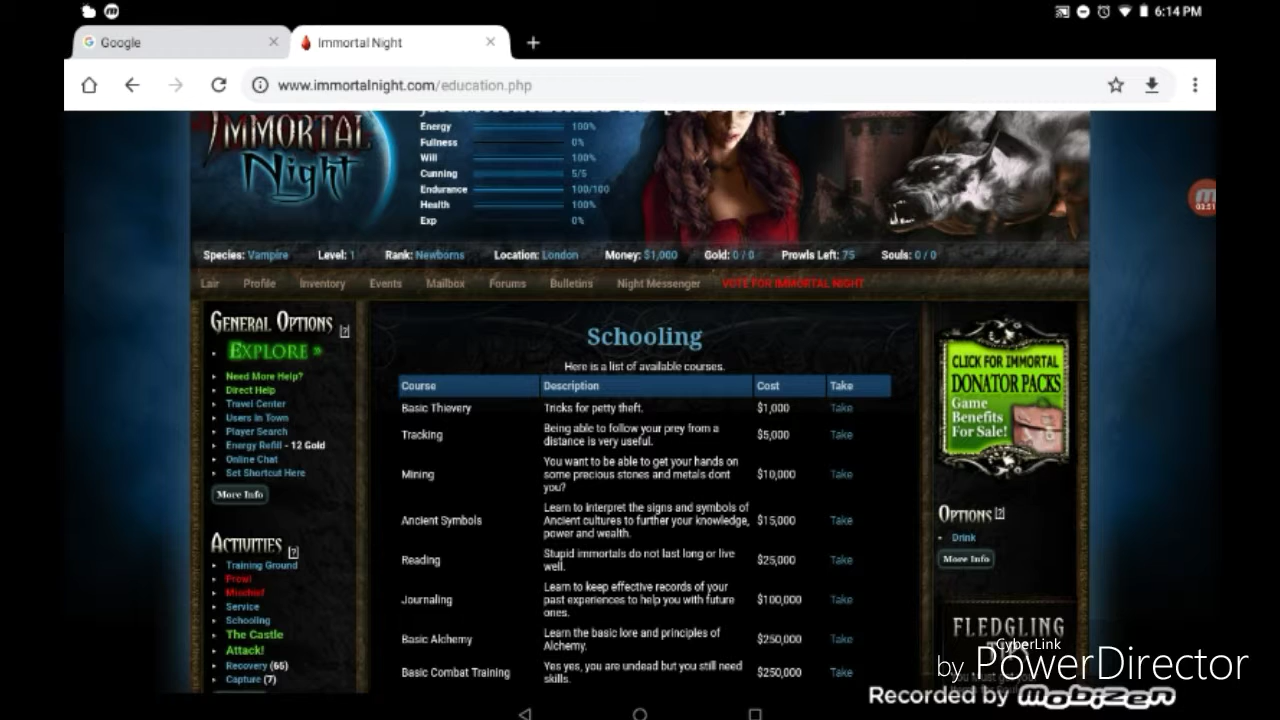 6:14 PM
Google
Immortal Night
www.immortalnight.com/education.php
IMMORTAL
Night
Energy 100%
Fullness 0%
Will 100%
Cunning 5/5
Endurance 100/100
Health 100%
Exp 0%
03:51
Species: Vampire Level: 1 Rank: Newborns Location: London Money: $1,000 Gold: 0 / 0 Prowls Left: 75 Souls: 0 / 0
Lair Profile Inventory Events Mailbox Forums Bulletins Night Messenger VOTE FOR IMMORTAL NIGHT
GENERAL OPTIONS [?]
EXPLORE »
Need More Help?
Direct Help
Travel Center
Users In Town
Player Search
Energy Refill - 12 Gold
Online Chat
Set Shortcut Here
More Info
ACTIVITIES [?]
Training Ground
Prowl
Mischief
Service
Schooling
The Castle
Attack!
Recovery (65)
Capture (7)
Schooling
Here is a list of available courses.
Course Description Cost Take
Basic Thievery Tricks for petty theft. $1,000 Take
Tracking Being able to follow your prey from a
distance is very useful. $5,000 Take
Mining You want to be able to get your hands on
some precious stones and metals dont
you? $10,000 Take
Ancient Symbols Learn to interpret the signs and symbols of
Ancient cultures to further your knowledge,
power and wealth. $15,000 Take
Reading Stupid immortals do not last long or live
well. $25,000 Take
Journaling Learn to keep effective records of your
past experiences to help you with future
ones. $100,000 Take
Basic Alchemy Learn the basic lore and principles of
Alchemy. $250,000 Take
Basic Combat Training Yes yes, you are undead but you still need
skills. $250,000 Take
CLICK FOR IMMORTAL
DONATOR PACKS
Game
Benefits
For Sale!
OPTIONS [?]
Drink
More Info
FLEDGLING
CyberLink
by PowerDirector
Recorded by mobizen